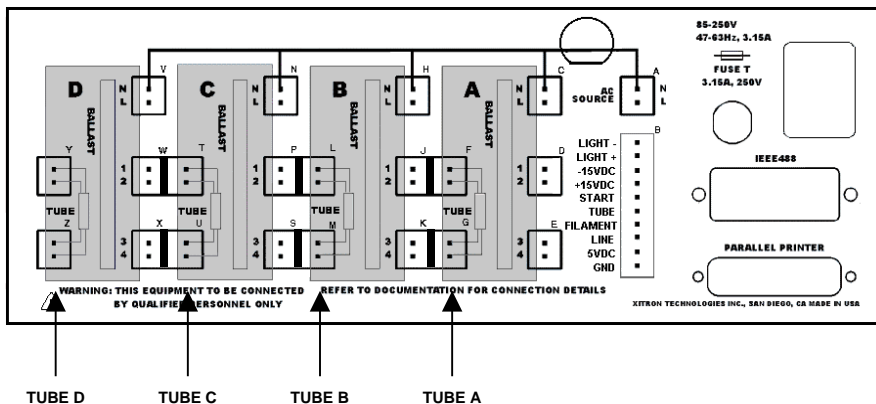 85-250V
47-63Hz, 3.15A
FUSE T
3.15A, 250V
V N H C A
D C B A
N L N L N L N L AC SOURCE N L
BALLAST BALLAST BALLAST BALLAST
B
Y W T P L J F D
1 2 1 2 1 2 1 2
TUBE TUBE TUBE TUBE
Z X U S M K G E
3 4 3 4 3 4 3 4
LIGHT -
LIGHT +
-15VDC
+15VDC
START
TUBE
FILAMENT
LINE
5VDC
GND
IEEE488
PARALLEL PRINTER
WARNING: THIS EQUIPMENT TO BE CONNECTED
BY QUALIFIED PERSONNEL ONLY
REFER TO DOCUMENTATION FOR CONNECTION DETAILS
XITRON TECHNOLOGIES INC., SAN DIEGO, CA MADE IN USA
TUBE D TUBE C TUBE B TUBE A